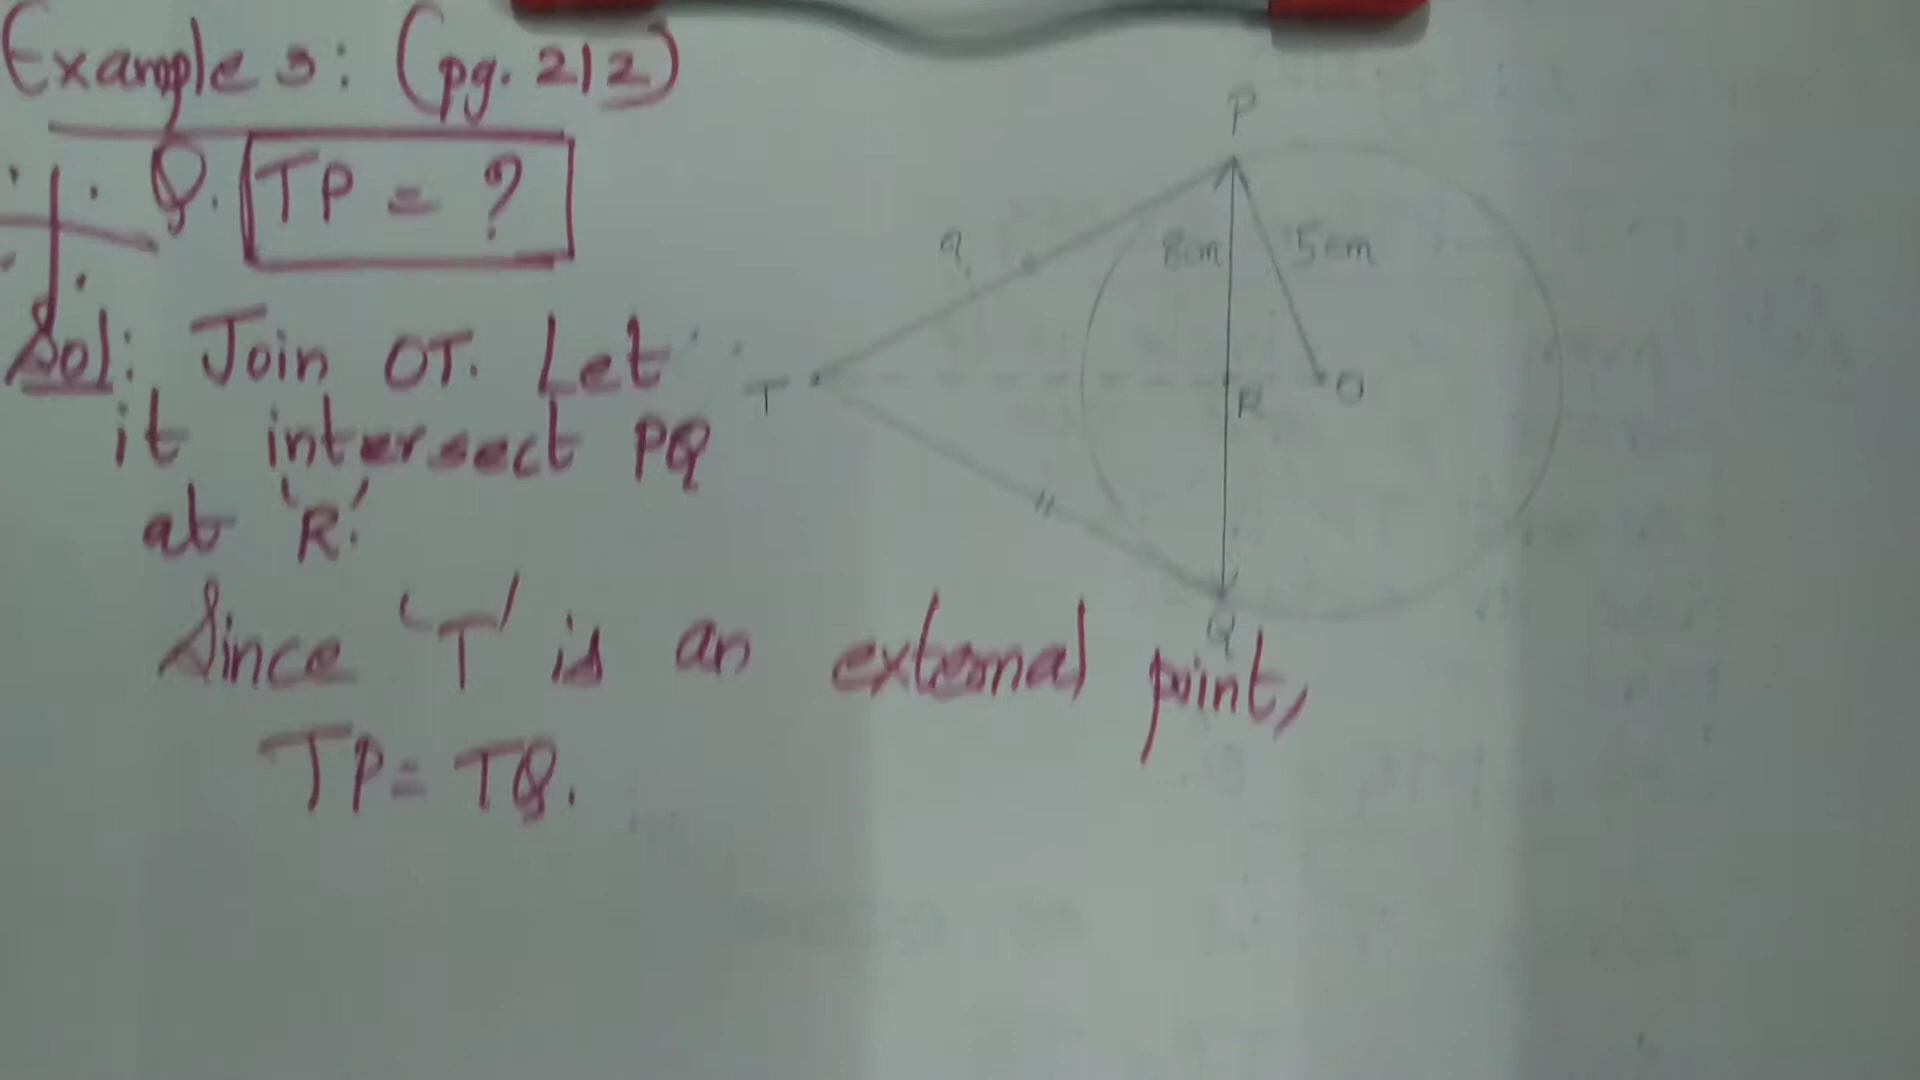 Example 3: (pg. 212)
Q. TP = ?
Sol: Join OT. Let
it intersect PQ
at 'R'.
Since 'T' is an external point,
TP = TQ.
P
?
8cm
5cm
T
R
O
Q